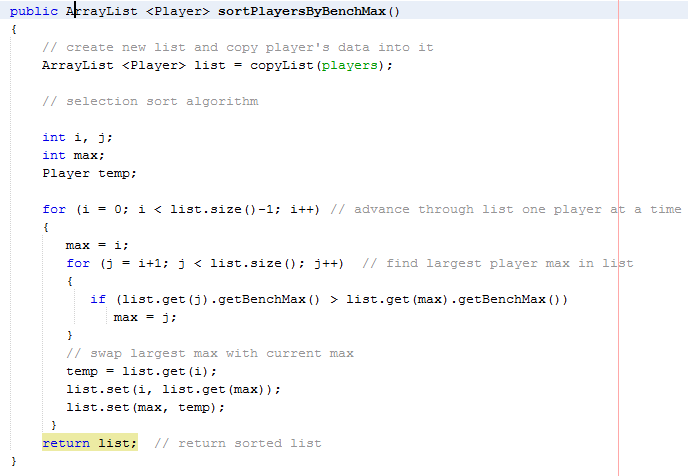 public ArrayList <Player> sortPlayersByBenchMax()
{
// create new list and copy player's data into it
ArrayList <Player> list = copyList(players);
// selection sort algorithm
int i, j;
int max;
Player temp;
for (i = 0; i < list.size()-1; i++) // advance through list one player at a time
{
max = i;
for (j = i+1; j < list.size(); j++)  // find largest player max in list
{
if (list.get(j).getBenchMax() > list.get(max).getBenchMax())
max = j;
}
// swap largest max with current max
temp = list.get(i);
list.set(i, list.get(max));
list.set(max, temp);
}
return list;  // return sorted list
}